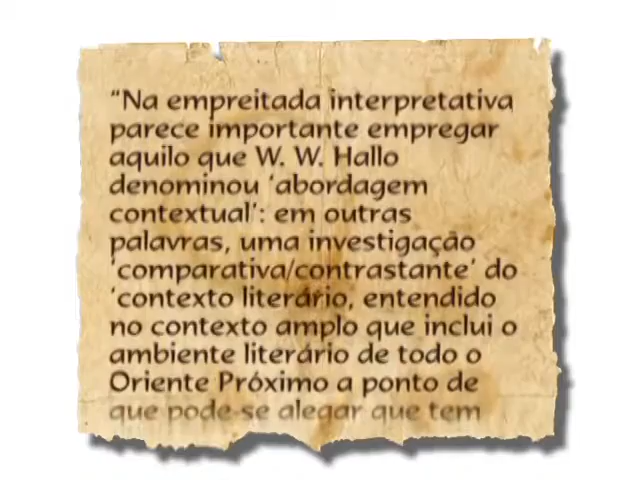 "Na empreitada interpretativa
parece importante empregar
aquilo que W. W. Hallo
denominou 'abordagem
contextual': em outras
palavras, uma investigação
'comparativa/contrastante' do
'contexto literário, entendido
no contexto amplo que inclui o
ambiente literário de todo o
Oriente Próximo a ponto de
que pode-se alegar que tem